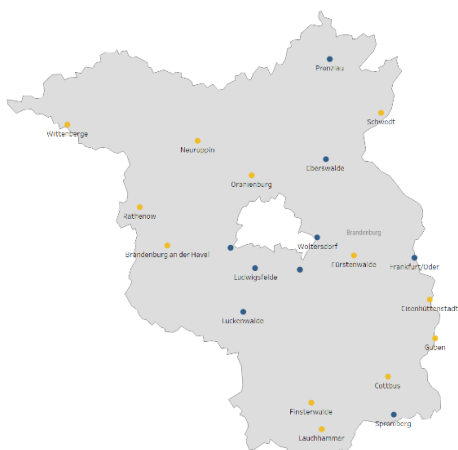 Prenzlau
Schwedt
Wittenberge
Neuruppin
Eberswalde
Oranienburg
Rathenow
Brandenburg
Woltersdorf
Brandenburg an der Havel
Fürstenwalde
Frankfurt/Oder
Ludwigsfelde
Eisenhüttenstadt
Luckenwalde
Guben
Cottbus
Finsterwalde
Spremberg
Lauchhammer